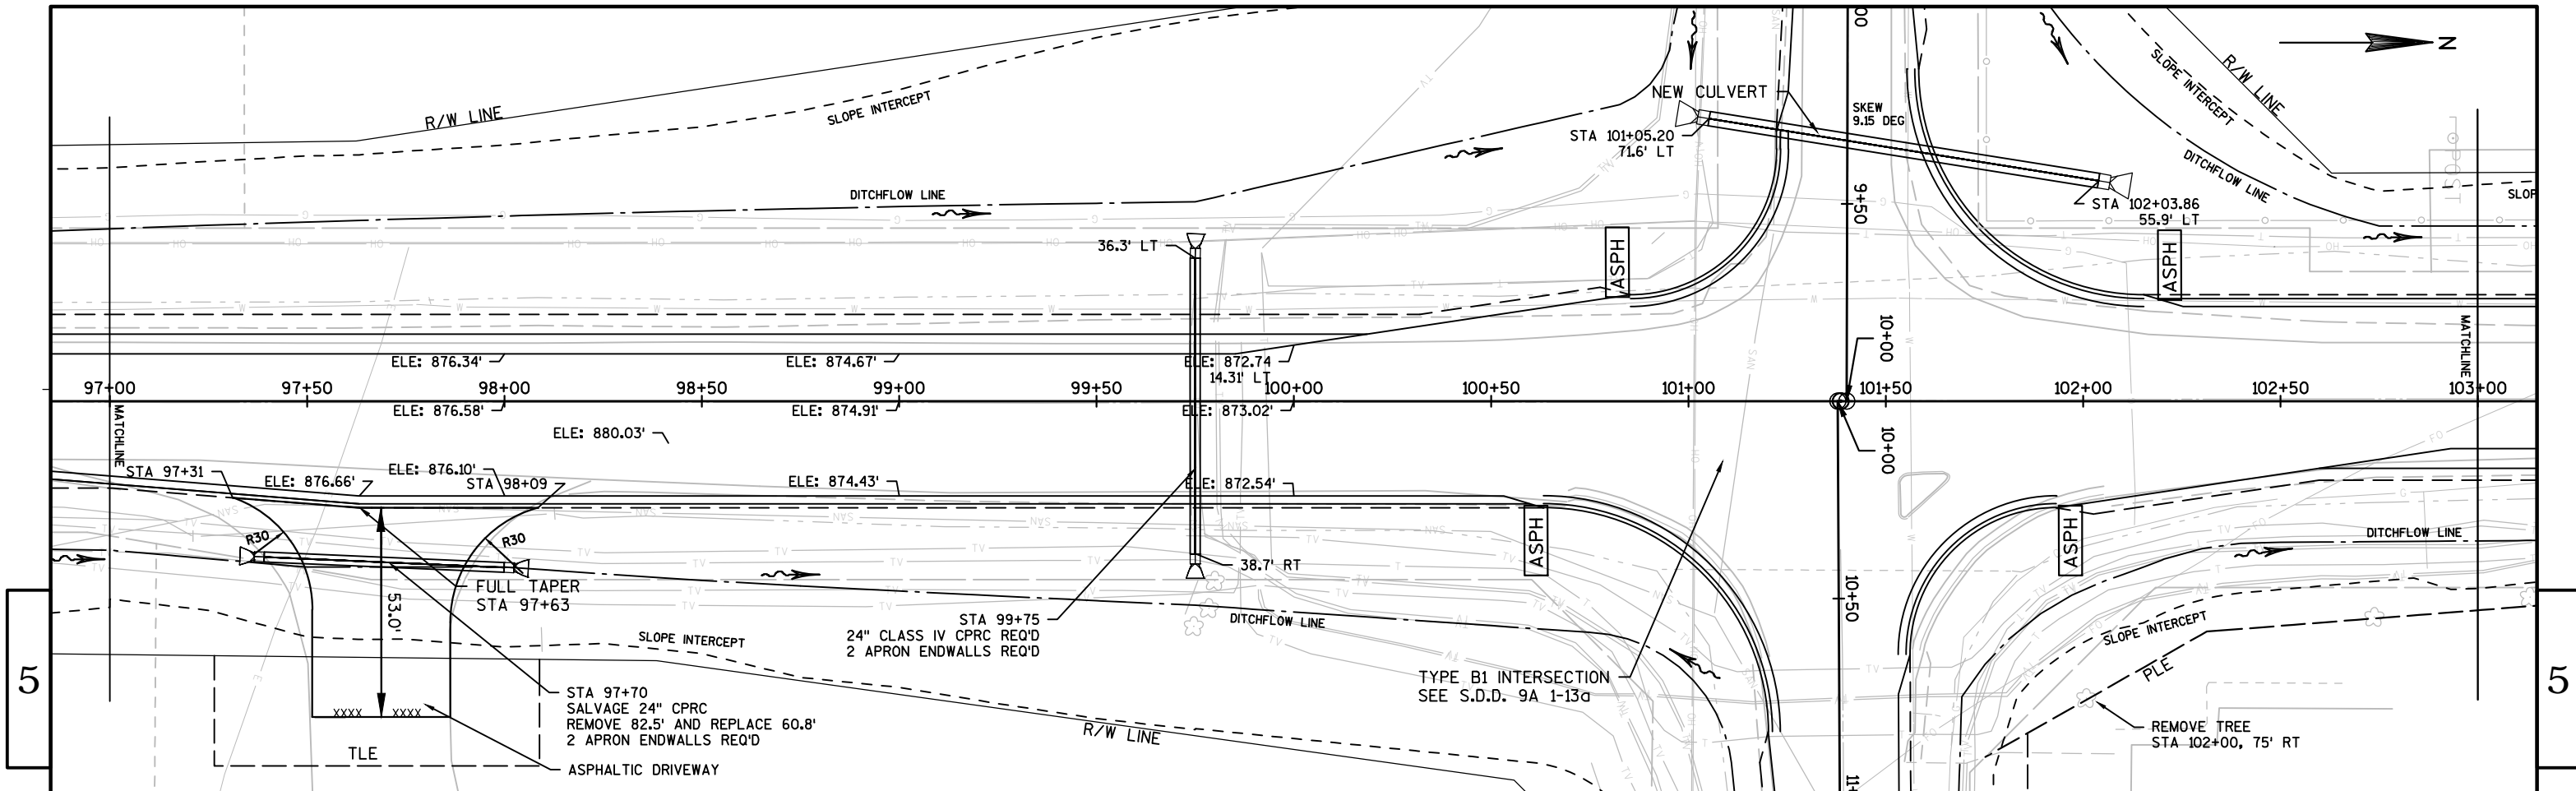 00
N
R/W LINE
SLOPE INTERCEPT
NEW CULVERT
SKEW
9.15 DEG
SLOPE INTERCEPT
R/W LINE
STA 101+05.20
71.6' LT
DITCHFLOW LINE
DITCHFLOW LINE
9+50
STA 102+03.86
55.9' LT
SLOP
36.3' LT
ASPH
ASPH
10+00
MATCHLINE
ELE: 876.34'
ELE: 874.67'
ELE: 872.74
14.31' LT
97+00
97+50
98+00
98+50
99+00
99+50
100+00
100+50
101+00
101+50
102+00
102+50
103+00
MATCHLINE
ELE: 876.58'
ELE: 874.91'
ELE: 873.02'
ELE: 880.03'
10+00
STA 97+31
ELE: 876.66'
ELE: 876.10'
STA 98+09
ELE: 874.43'
ELE: 872.54'
R30
R30
ASPH
ASPH
DITCHFLOW LINE
38.7' RT
FULL TAPER
STA 97+63
53.0'
10+50
STA 99+75
24" CLASS IV CPRC REQ'D
2 APRON ENDWALLS REQ'D
DITCHFLOW LINE
SLOPE INTERCEPT
SLOPE INTERCEPT
PLE
5
5
TYPE B1 INTERSECTION
SEE S.D.D. 9A 1-13a
STA 97+70
SALVAGE 24" CPRC
REMOVE 82.5' AND REPLACE 60.8'
2 APRON ENDWALLS REQ'D
XXXX
XXXX
R/W LINE
REMOVE TREE
STA 102+00, 75' RT
TLE
ASPHALTIC DRIVEWAY
11+